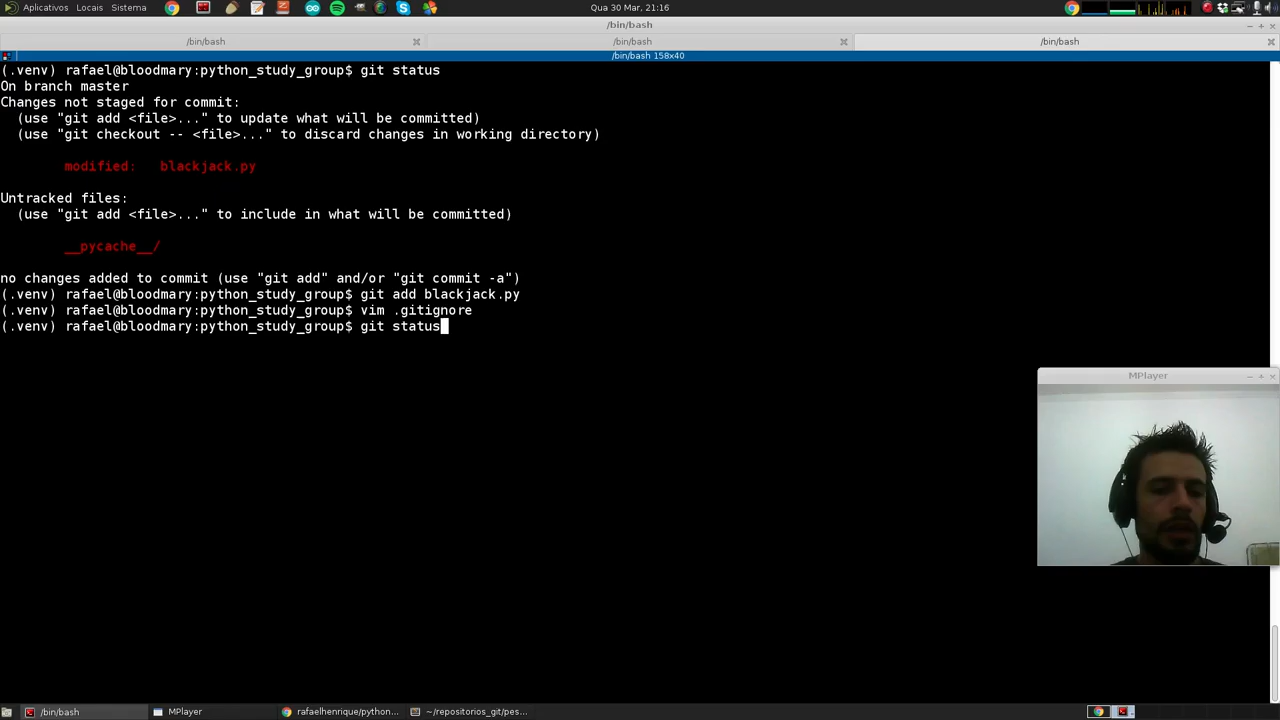 Aplicativos Locais Sistema
Qua 30 Mar, 21:16
/bin/bash
/bin/bash
/bin/bash
/bin/bash
/bin/bash 158x40
(.venv) rafael@bloodmary:python_study_group$ git status
On branch master
Changes not staged for commit:
(use "git add <file>..." to update what will be committed)
(use "git checkout -- <file>..." to discard changes in working directory)
modified: blackjack.py
Untracked files:
(use "git add <file>..." to include in what will be committed)
__pycache__/
no changes added to commit (use "git add" and/or "git commit -a")
(.venv) rafael@bloodmary:python_study_group$ git add blackjack.py
(.venv) rafael@bloodmary:python_study_group$ vim .gitignore
(.venv) rafael@bloodmary:python_study_group$ git status
MPlayer
/bin/bash
MPlayer
rafaelhenrique/python...
~/repositorios_git/pes...